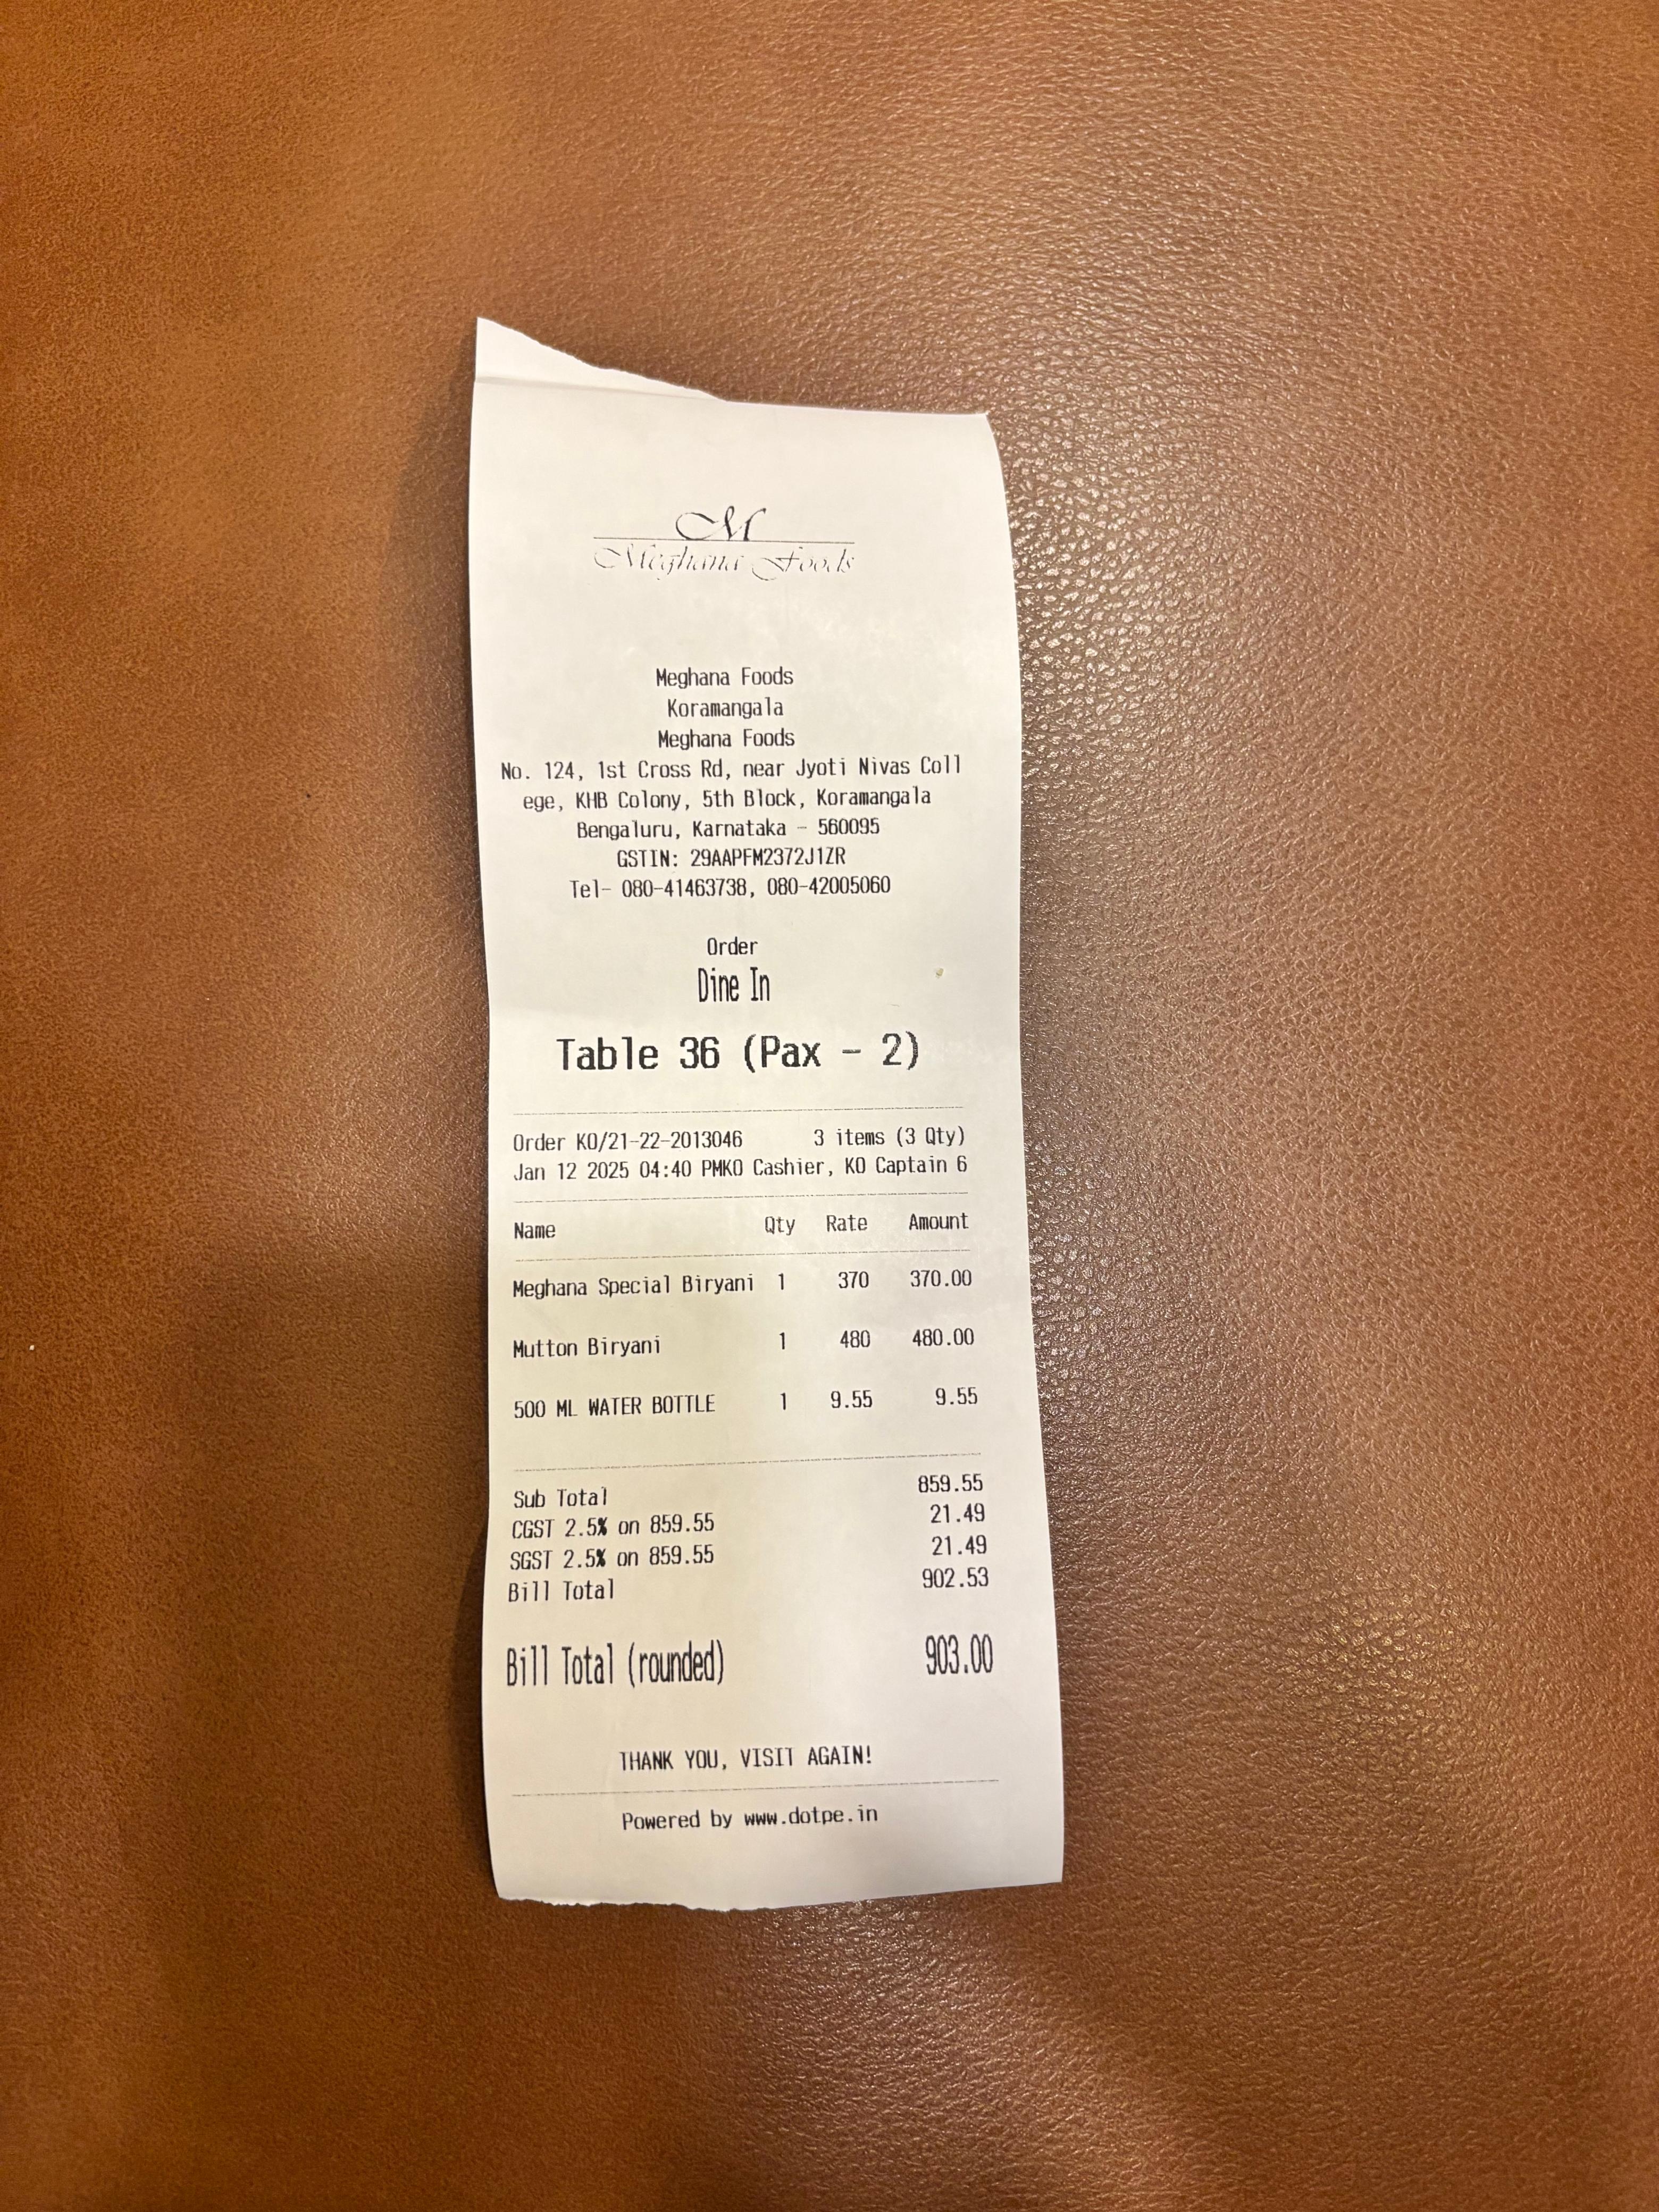 M
Meghana Foods
Meghana Foods
Koramangala
Meghana Foods
No. 124, 1st Cross Rd, near Jyoti Nivas Coll
ege, KHB Colony, 5th Block, Koramangala
Bengaluru, Karnataka - 560095
GSTIN: 29AAPFM2372J1ZR
Tel- 080-41463738, 080-42005060
Order
Dine In
Table 36 (Pax - 2)
Order KO/21-22-2013046 3 items (3 Qty)
Jan 12 2025 04:40 PMKO Cashier, KO Captain 6
Name Qty Rate Amount
Meghana Special Biryani 1 370 370.00
Mutton Biryani 1 480 480.00
500 ML WATER BOTTLE 1 9.55 9.55
Sub Total 859.55
CGST 2.5% on 859.55 21.49
SGST 2.5% on 859.55 21.49
Bill Total 902.53
Bill Total (rounded) 903.00
THANK YOU, VISIT AGAIN!
Powered by www.dotpe.in